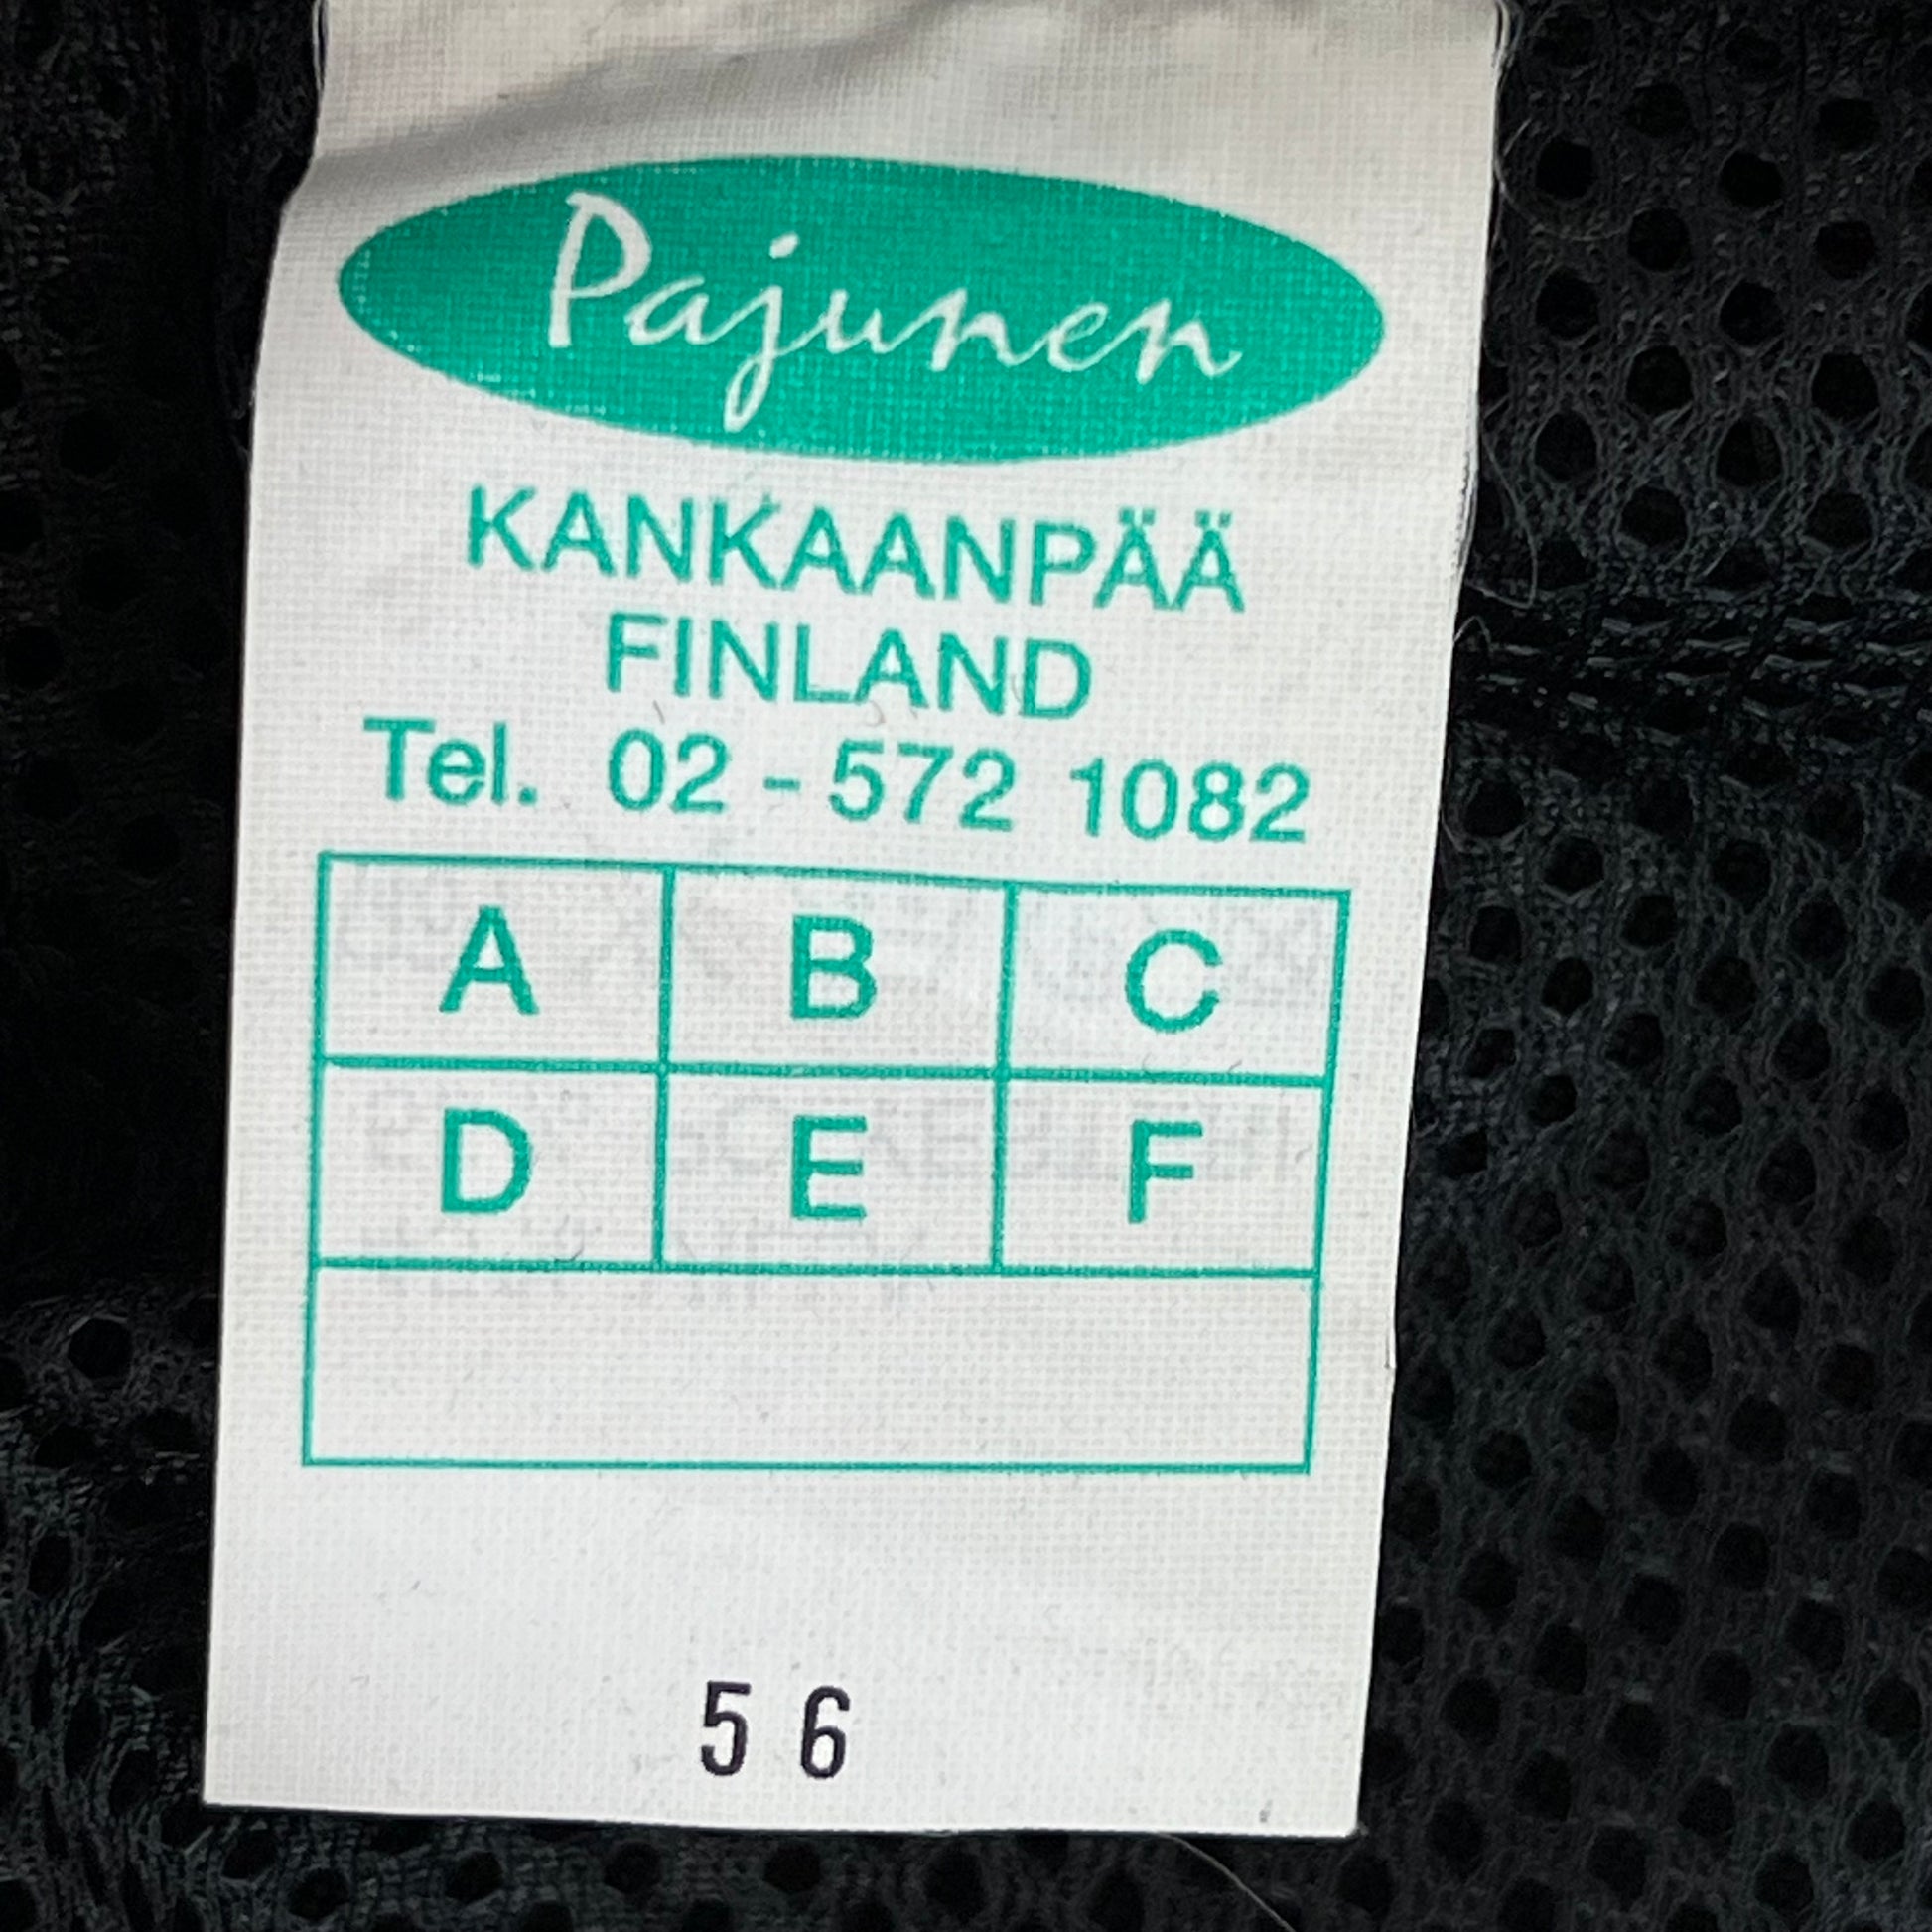 Pajunen
KANKAANPÄÄ
FINLAND
Tel. 02 - 572 1082
A B C
D E F
56